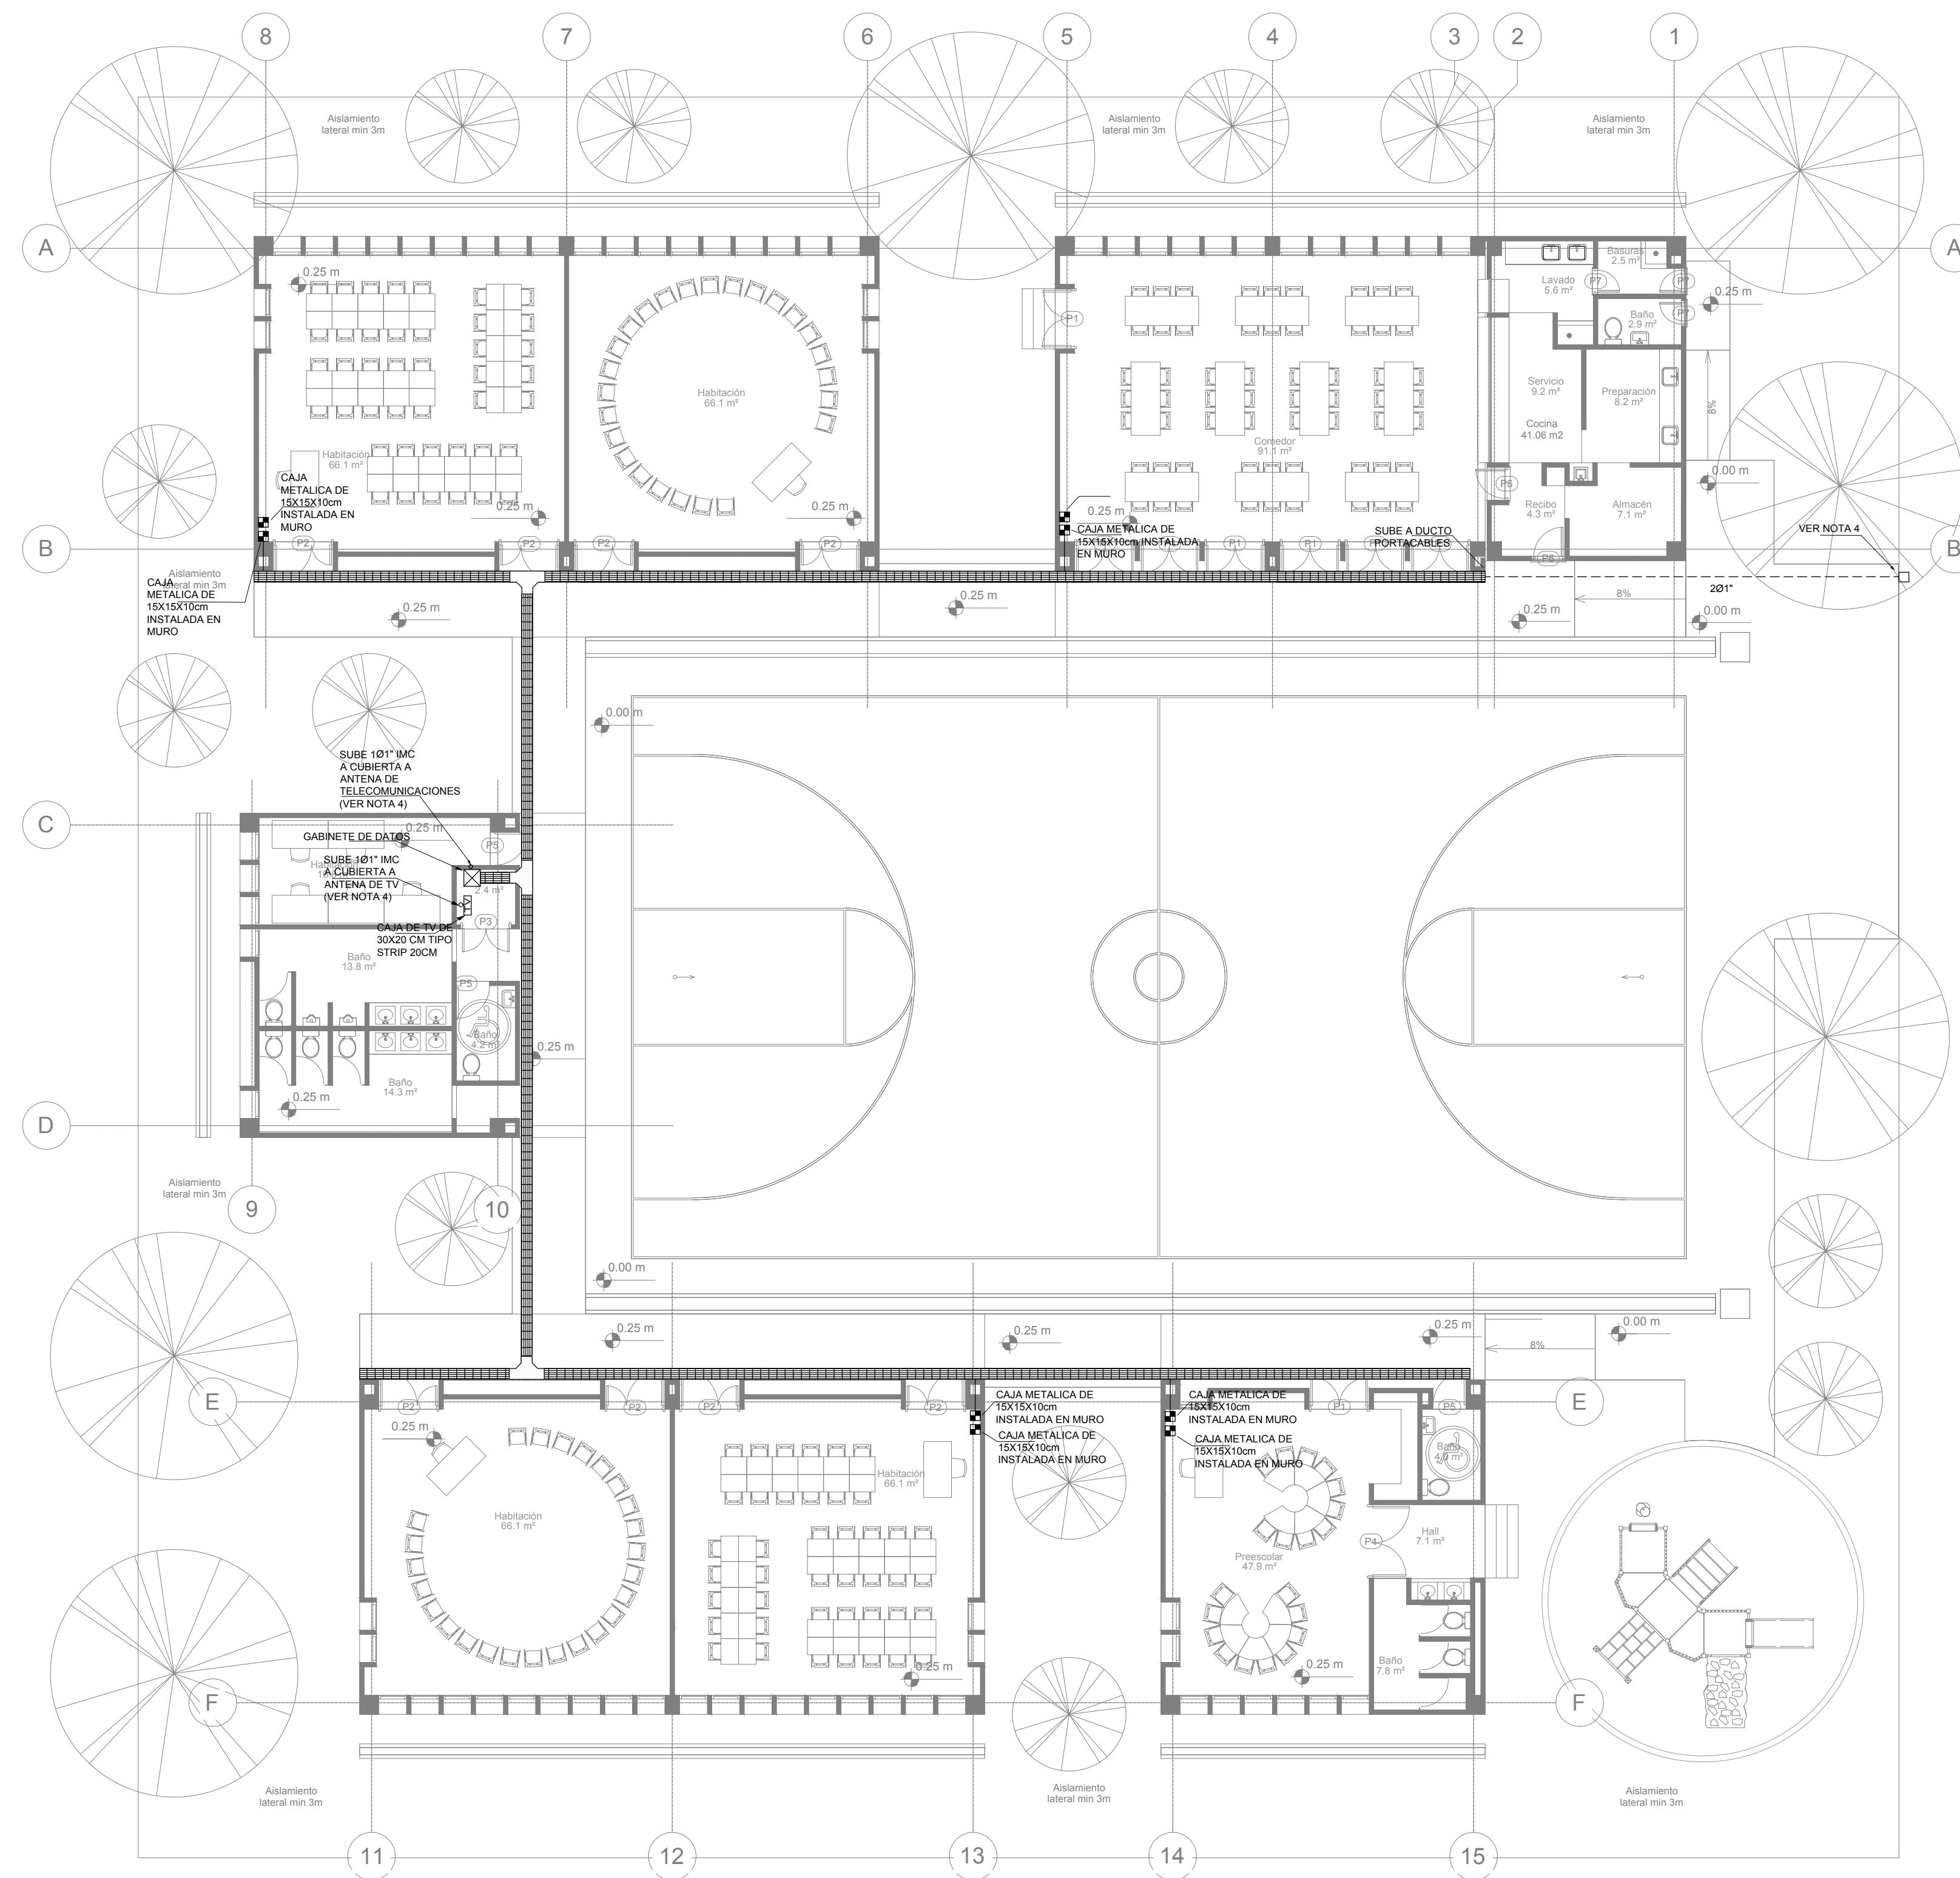 8
7
6
5
4
3
2
1
Aislamiento
lateral min 3m
Aislamiento
lateral min 3m
Aislamiento
lateral min 3m
A
A
0.25 m
Habitación
66.1 m²
Habitación
66.1 m²
CAJA
METALICA DE
15X15X10cm
INSTALADA EN
MURO
0.25 m
0.25 m
P2
P2
P2
P2
P1
Comedor
91.1 m²
0.25 m
CAJA METALICA DE
15X15X10cm INSTALADA
EN MURO
P1
P1
SUBE A DUCTO
PORTACABLES
Basuras
2.5 m²
Lavado
5.6 m²
P7
P7
P7
0.25 m
Baño
2.9 m²
Servicio
9.2 m²
Preparación
8.2 m²
Cocina
41.06 m2
8%
P6
Recibo
4.3 m²
Almacén
7.1 m²
P6
0.00 m
VER NOTA 4
B
B
Aislamiento
lateral min 3m
CAJA
METALICA DE
15X15X10cm
INSTALADA EN
MURO
0.25 m
0.25 m
0.25 m
8%
2Ø1"
0.00 m
0.00 m
SUBE 1Ø1" IMC
A CUBIERTA A
ANTENA DE
TELECOMUNICACIONES
(VER NOTA 4)
C
GABINETE DE DATOS
0.25 m
P5
SUBE 1Ø1" IMC
A CUBIERTA A
ANTENA DE TV
(VER NOTA 4)
2.4 m²
P3
CAJA DE TV DE
30X20 CM TIPO
STRIP 20CM
Baño
13.8 m²
P5
Baño
4.2 m²
0.25 m
Baño
14.3 m²
0.25 m
D
Aislamiento
lateral min 3m
9
10
0.00 m
0.25 m
0.25 m
0.25 m
0.00 m
8%
E
E
P2
P2
P2
P2
P1
P5
CAJA METALICA DE
15X15X10cm
INSTALADA EN MURO
CAJA METALICA DE
15X15X10cm
INSTALADA EN MURO
CAJA METALICA DE
15X15X10cm
INSTALADA EN MURO
CAJA METALICA DE
15X15X10cm
INSTALADA EN MURO
0.25 m
Habitación
66.1 m²
Habitación
66.1 m²
Baño
Hall
7.1 m²
P4
Preescolar
47.9 m²
Baño
7.8 m²
0.25 m
0.25 m
F
F
Aislamiento
lateral min 3m
Aislamiento
lateral min 3m
Aislamiento
lateral min 3m
11
12
13
14
15